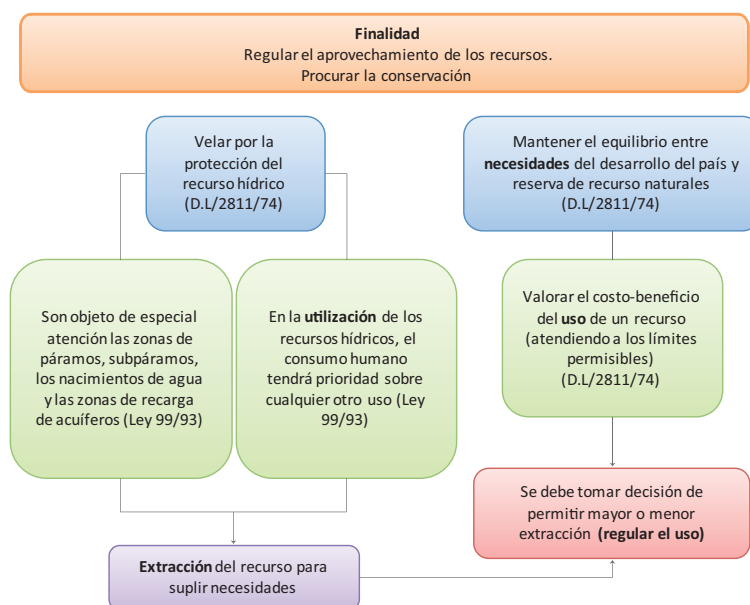 Finalidad
Regular el aprovechamiento de los recursos.
Procurar la conservación
Velar por la
protección del
recurso hídrico
(D.L/2811/74)
Mantener el equilibrio entre
necesidades del desarrollo del país y
reserva de recurso naturales
(D.L/2811/74)
Son objeto de especial
atención las zonas de
páramos, subpáramos,
los nacimientos de agua
y las zonas de recarga
de acuíferos (Ley 99/93)
En la utilización de los
recursos hídricos, el
consumo humano
tendrá prioridad sobre
cualquier otro uso (Ley
99/93)
Valorar el costo-beneficio
del uso de un recurso
(atendiendo a los límites
permisibles)
(D.L/2811/74)
Se debe tomar decisión de
permitir mayor o menor
extracción (regular el uso)
Extracción del recurso para
suplir necesidades